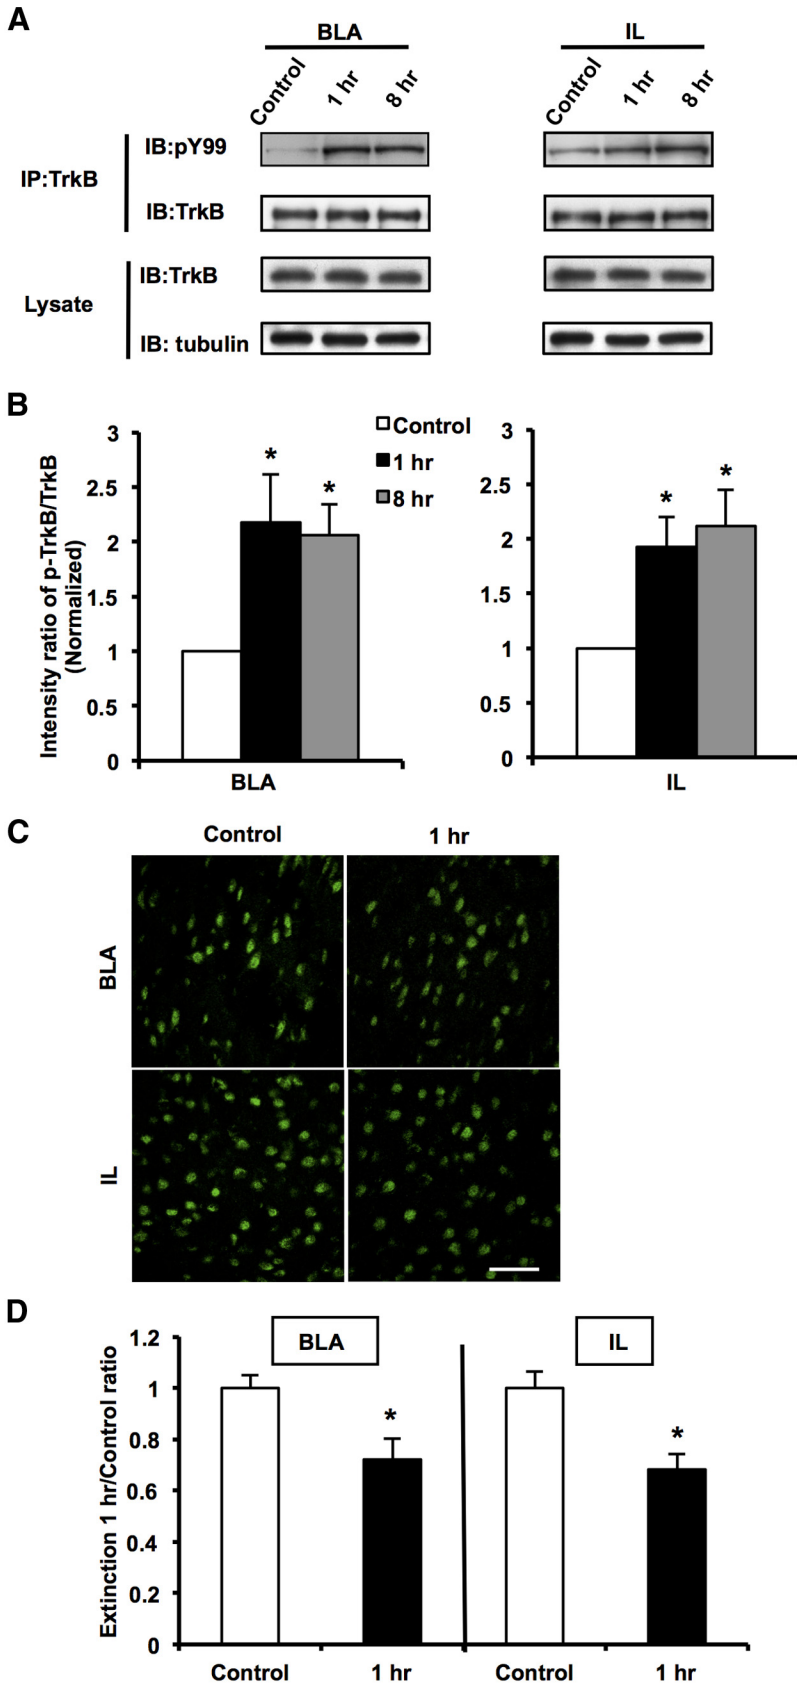 A
BLA
IL
Control
1 hr
8 hr
Control
1 hr
8 hr
IP:TrkB
IB:pY99
IB:TrkB
Lysate
IB:TrkB
IB: tubulin
B
Intensity ratio of p-TrkB/TrkB
(Normalized)
3
2.5
2
1.5
1
0.5
0
*
*
BLA
Control
1 hr
8 hr
3
2.5
2
1.5
1
0.5
0
*
*
IL
C
Control
1 hr
BLA
IL
D
Extinction 1 hr/Control ratio
1.2
1
0.8
0.6
0.4
0.2
0
BLA
IL
*
*
Control
1 hr
Control
1 hr